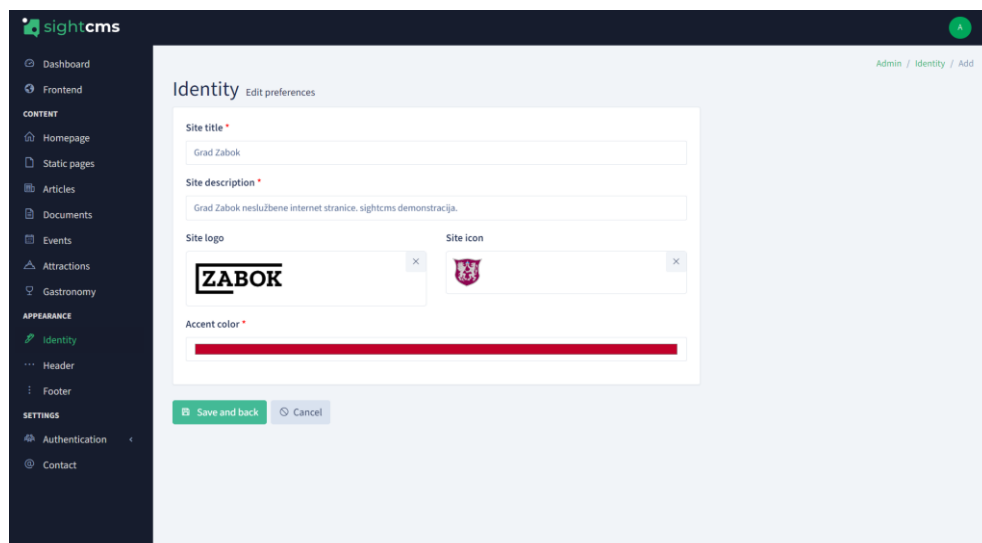 sightcms
A
Dashboard
Frontend
CONTENT
Homepage
Static pages
Articles
Documents
Events
Attractions
Gastronomy
APPEARANCE
Identity
Header
Footer
SETTINGS
Authentication
Contact
Admin / Identity / Add
Identity Edit preferences
Site title *
Grad Zabok
Site description *
Grad Zabok neslužbene internet stranice. sightcms demonstracija.
Site logo
Site icon
ZABOK
Accent color *
Save and back
Cancel